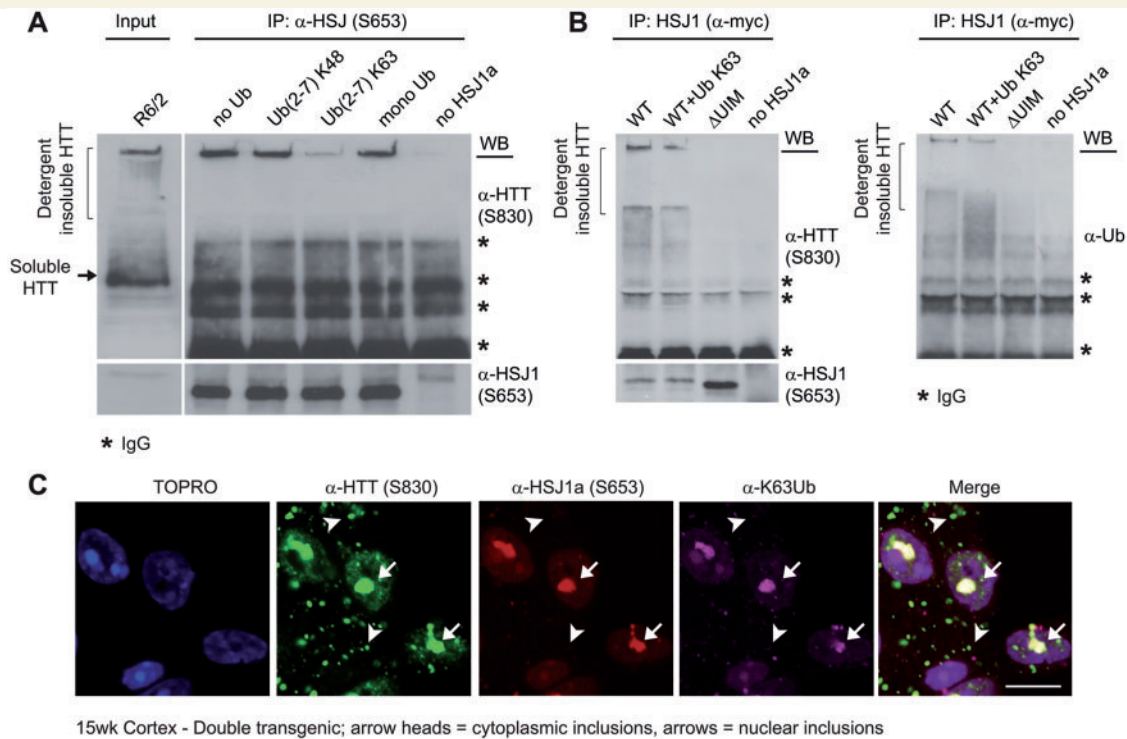 A
Input
IP: α-HSJ (S653)
R6/2
no Ub
Ub(2-7) K48
Ub(2-7) K63
mono Ub
no HSJ1a
Detergent
insoluble HTT
Soluble
HTT
WB
α-HTT
(S830)
*
*
*
*
α-HSJ1
(S653)
* IgG
B
IP: HSJ1 (α-myc)
WT
WT+Ub K63
ΔUIM
no HSJ1a
Detergent
insoluble HTT
WB
α-HTT
(S830)
*
*
*
α-HSJ1
(S653)
IP: HSJ1 (α-myc)
WT
WT+Ub K63
ΔUIM
no HSJ1a
Detergent
insoluble HTT
WB
α-Ub
*
*
*
* IgG
C
TOPRO
α-HTT (S830)
α-HSJ1a (S653)
α-K63Ub
Merge
15wk Cortex - Double transgenic; arrow heads = cytoplasmic inclusions, arrows = nuclear inclusions